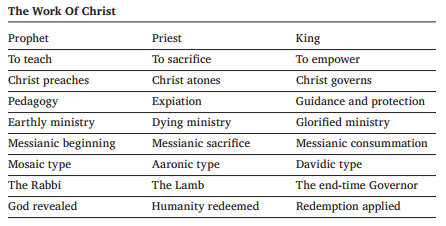 The Work Of Christ
Prophet Priest King
To teach To sacrifice To empower
Christ preaches Christ atones Christ governs
Pedagogy Expiation Guidance and protection
Earthly ministry Dying ministry Glorified ministry
Messianic beginning Messianic sacrifice Messianic consummation
Mosaic type Aaronic type Davidic type
The Rabbi The Lamb The end-time Governor
God revealed Humanity redeemed Redemption applied